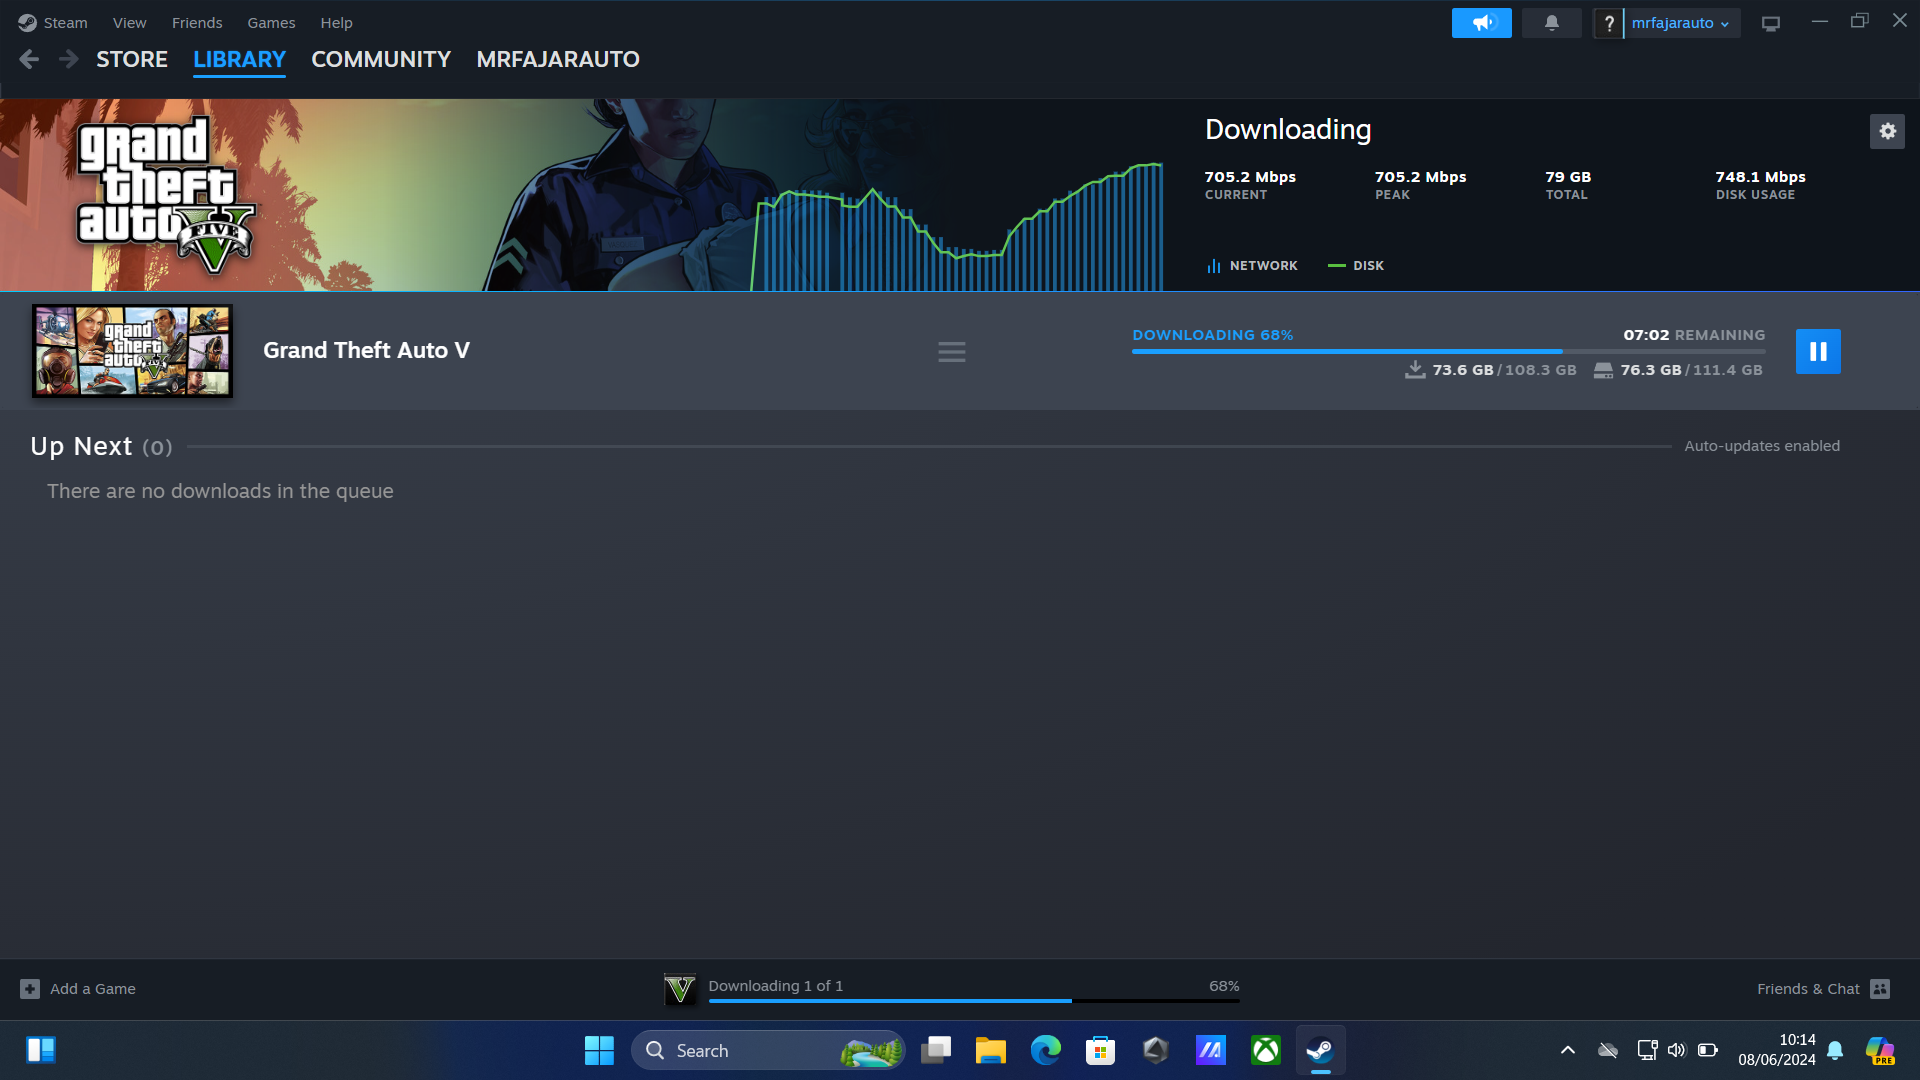 Steam View Friends Games Help
? mrfajarauto
STORE LIBRARY COMMUNITY MRFAJARAUTO
grand theft auto V FIVE
Downloading
705.2 Mbps 705.2 Mbps 79 GB 748.1 Mbps
CURRENT PEAK TOTAL DISK USAGE
NETWORK DISK
grand theft auto V
Grand Theft Auto V
DOWNLOADING 68% 07:02 REMAINING
73.6 GB / 108.3 GB 76.3 GB / 111.4 GB
Up Next (0) Auto-updates enabled
There are no downloads in the queue
Add a Game
V
Downloading 1 of 1 68%
Friends & Chat
Search
10:14
08/06/2024
PRE